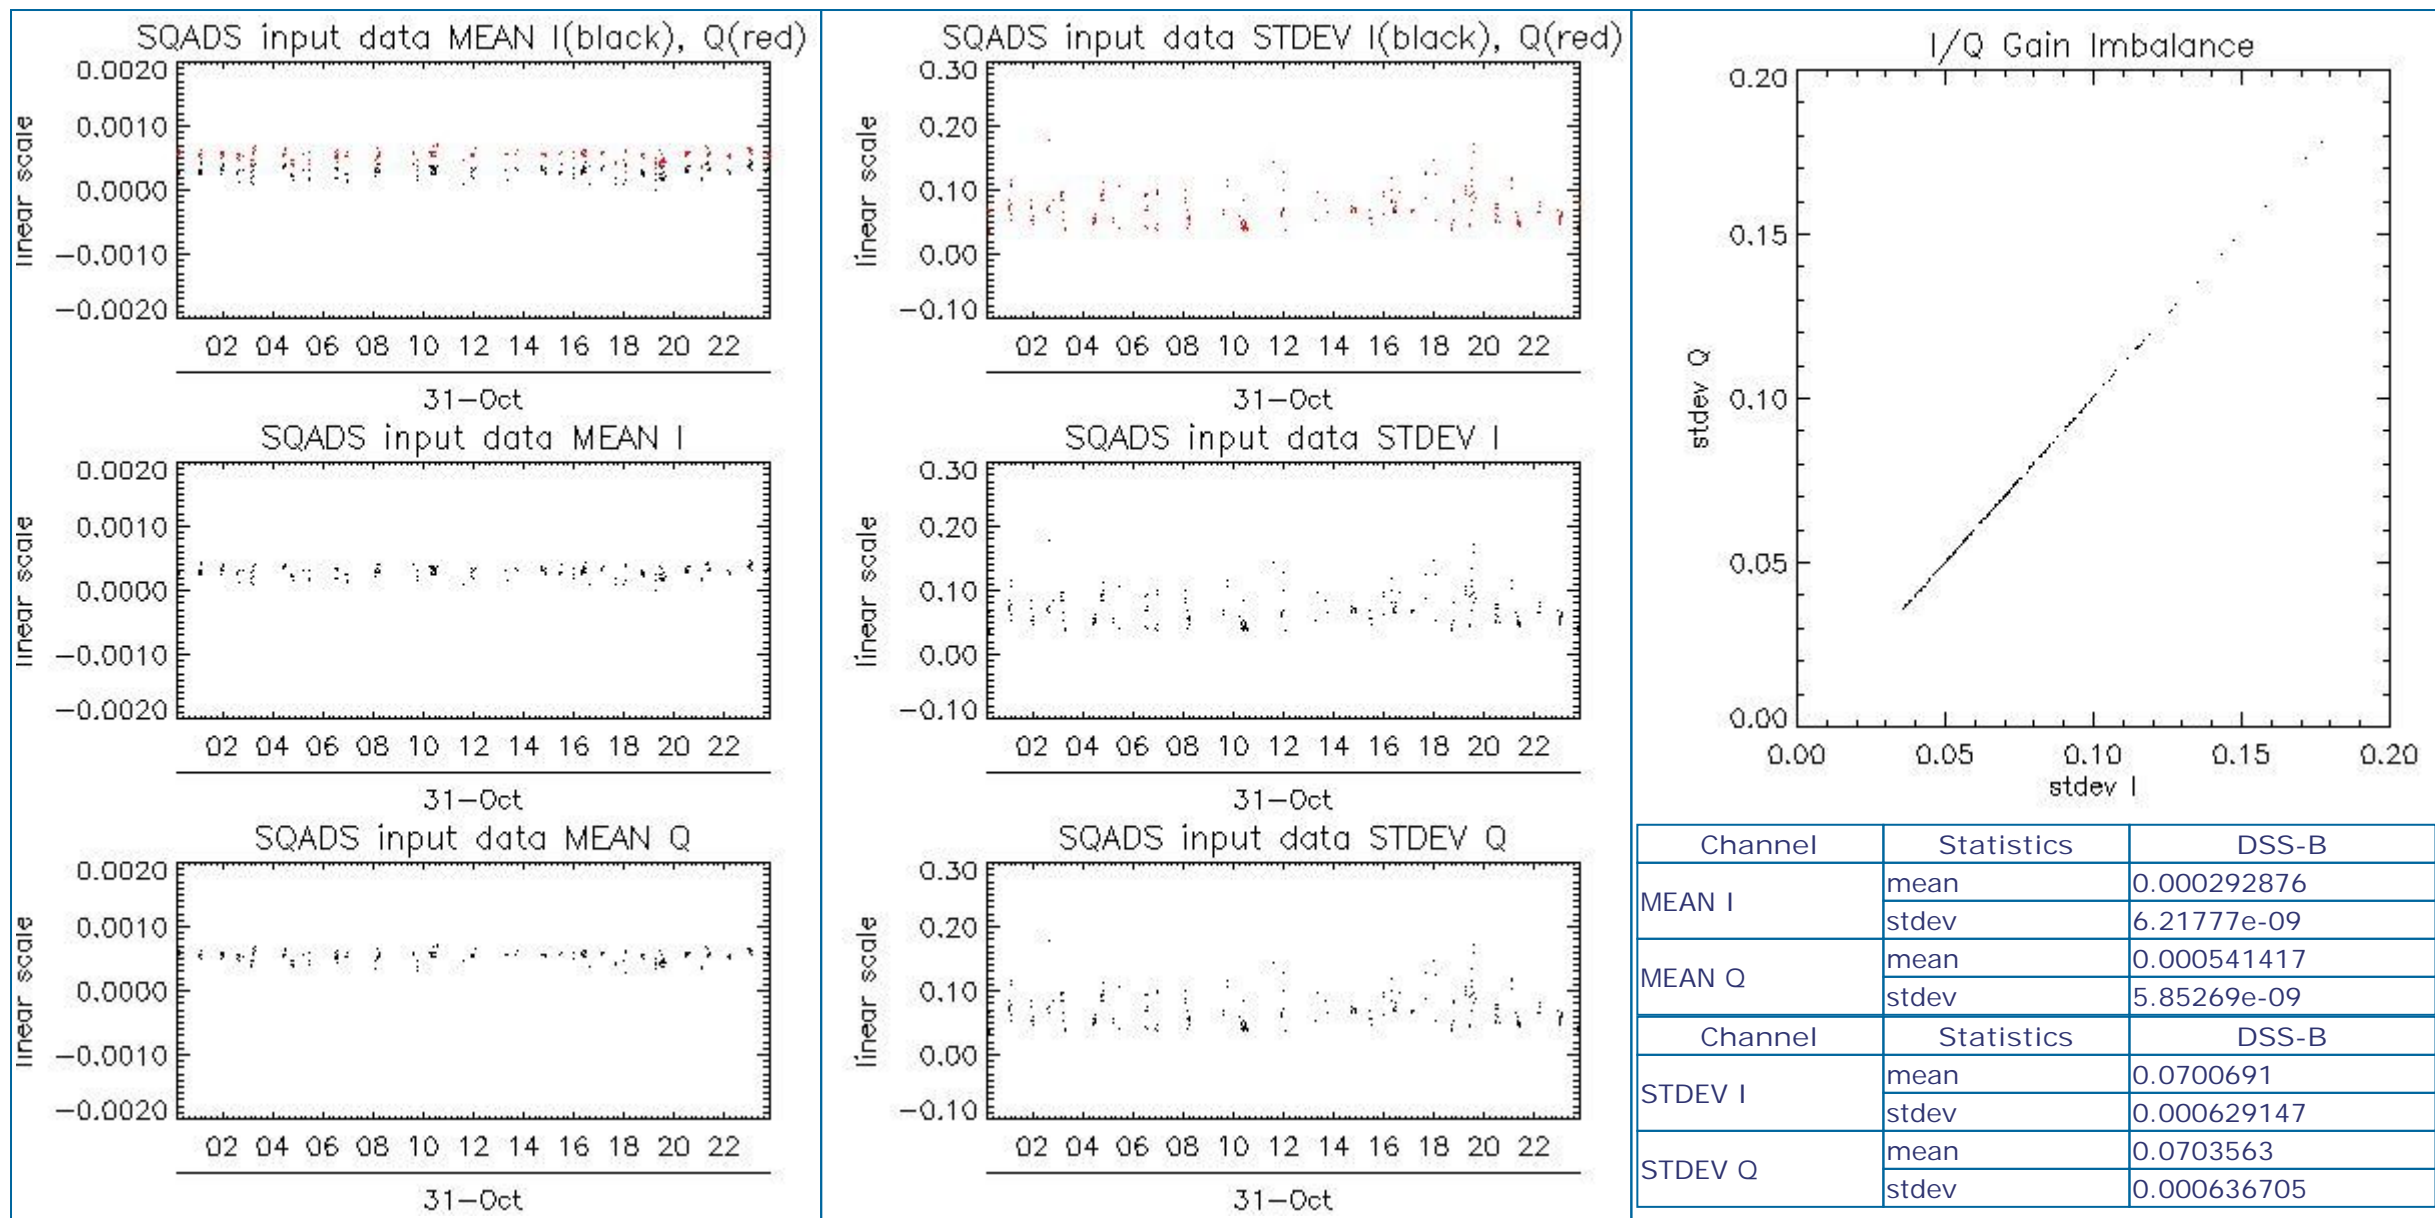 SQADS input data MEAN I(black), Q(red)
linear scale
0.0020
0.0010
0.0000
−0.0010
−0.0020
02 04 06 08 10 12 14 16 18 20 22
31−Oct
SQADS input data MEAN I
linear scale
0.0020
0.0010
0.0000
−0.0010
−0.0020
02 04 06 08 10 12 14 16 18 20 22
31−Oct
SQADS input data MEAN Q
linear scale
0.0020
0.0010
0.0000
−0.0010
−0.0020
02 04 06 08 10 12 14 16 18 20 22
31−Oct
SQADS input data STDEV I(black), Q(red)
linear scale
0.30
0.20
0.10
0.00
−0.10
02 04 06 08 10 12 14 16 18 20 22
31−Oct
SQADS input data STDEV I
linear scale
0.30
0.20
0.10
0.00
−0.10
02 04 06 08 10 12 14 16 18 20 22
31−Oct
SQADS input data STDEV Q
linear scale
0.30
0.20
0.10
0.00
−0.10
02 04 06 08 10 12 14 16 18 20 22
31−Oct
I/Q Gain Imbalance
stdev Q
0.20
0.15
0.10
0.05
0.00
0.00 0.05 0.10 0.15 0.20
stdev I
Channel Statistics DSS-B
MEAN I mean 0.000292876
stdev 6.21777e-09
MEAN Q mean 0.000541417
stdev 5.85269e-09
Channel Statistics DSS-B
STDEV I mean 0.0700691
stdev 0.000629147
STDEV Q mean 0.0703563
stdev 0.000636705